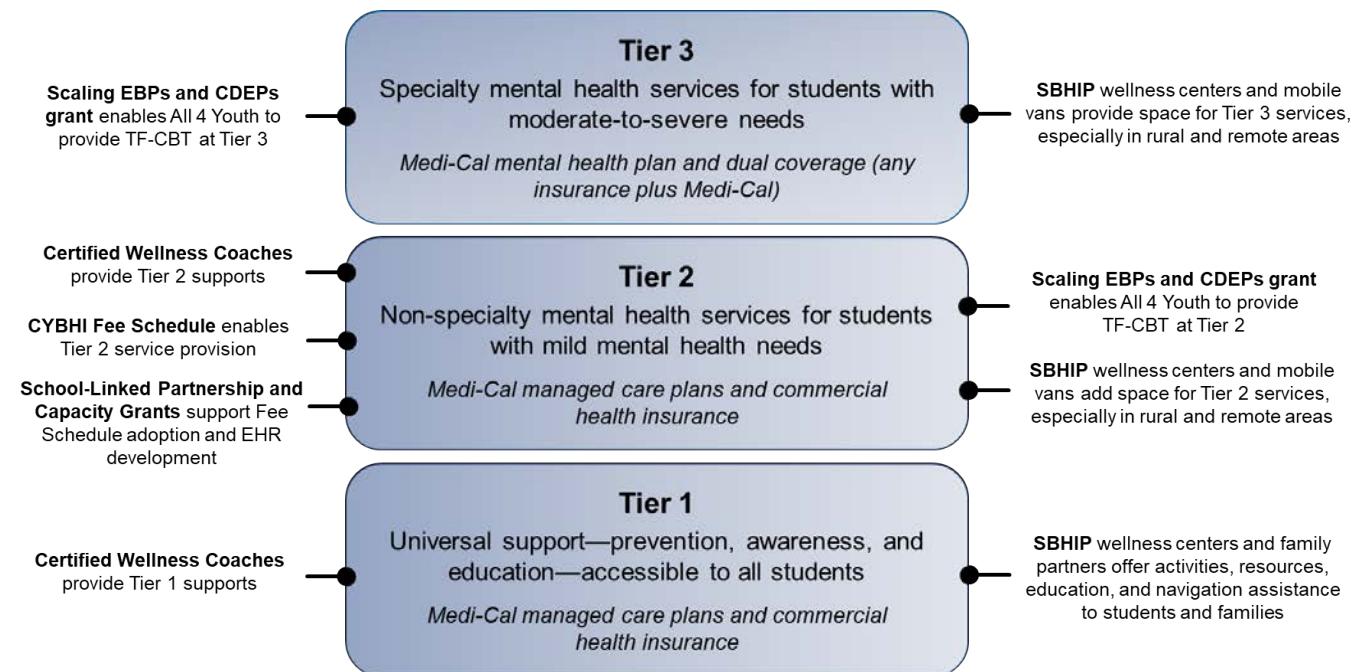 Tier 3
Specialty mental health services for students with
moderate-to-severe needs
Medi-Cal mental health plan and dual coverage (any
insurance plus Medi-Cal)
Scaling EBPs and CDEPs
grant enables All 4 Youth to
provide TF-CBT at Tier 3
SBHIP wellness centers and mobile
vans provide space for Tier 3 services,
especially in rural and remote areas
Tier 2
Non-specialty mental health services for students
with mild mental health needs
Medi-Cal managed care plans and commercial
health insurance
Certified Wellness Coaches
provide Tier 2 supports
CYBHI Fee Schedule enables
Tier 2 service provision
School-Linked Partnership and
Capacity Grants support Fee
Schedule adoption and EHR
development
Scaling EBPs and CDEPs grant
enables All 4 Youth to provide
TF-CBT at Tier 2
SBHIP wellness centers and mobile
vans add space for Tier 2 services,
especially in rural and remote areas
Tier 1
Universal support—prevention, awareness, and
education—accessible to all students
Medi-Cal managed care plans and commercial
health insurance
Certified Wellness Coaches
provide Tier 1 supports
SBHIP wellness centers and family
partners offer activities, resources,
education, and navigation assistance
to students and families